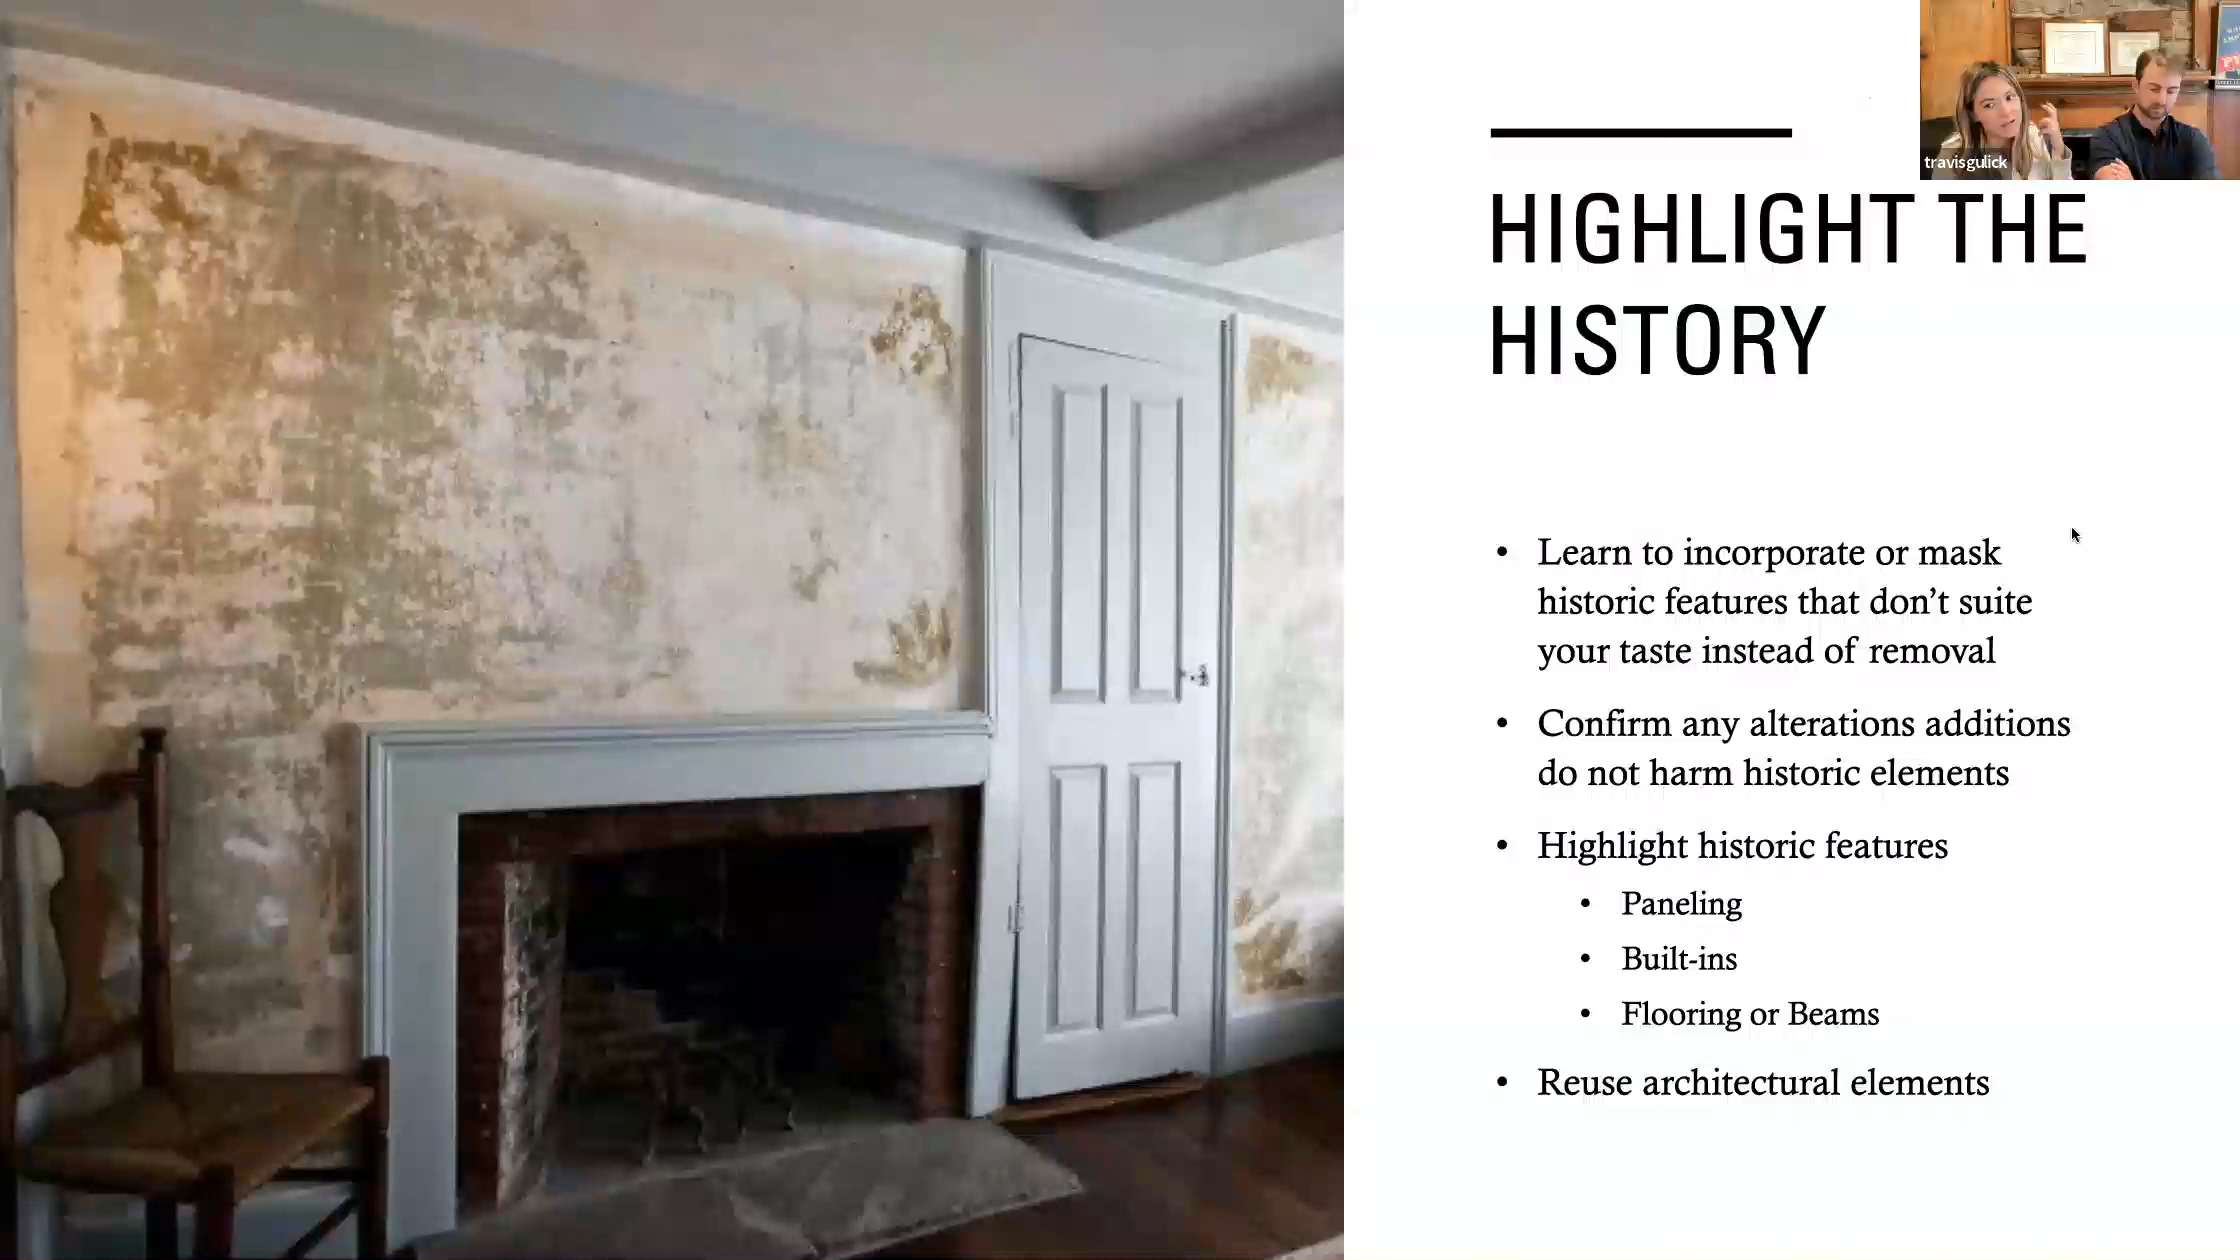 travisgulick
HIGHLIGHT THE
HISTORY
• Learn to incorporate or mask
historic features that don’t suite
your taste instead of removal
• Confirm any alterations additions
do not harm historic elements
• Highlight historic features
• Paneling
• Built-ins
• Flooring or Beams
• Reuse architectural elements